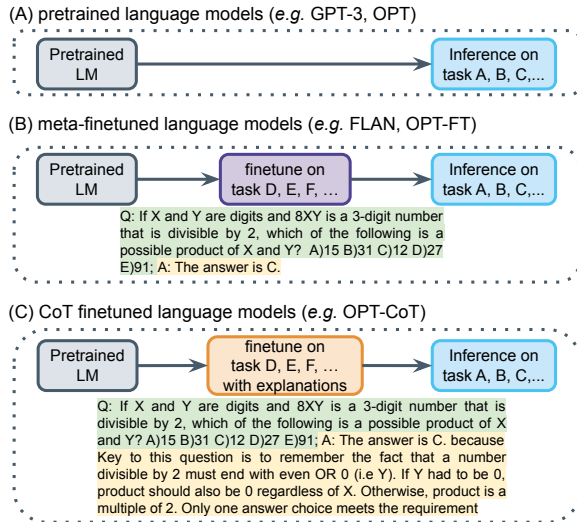 (A) pretrained language models (e.g. GPT-3, OPT)
Pretrained
LM
Inference on
task A, B, C,...
(B) meta-finetuned language models (e.g. FLAN, OPT-FT)
Pretrained
LM
finetune on
task D, E, F, ...
Inference on
task A, B, C,...
Q: If X and Y are digits and 8XY is a 3-digit number
that is divisible by 2, which of the following is a
possible product of X and Y? A)15 B)31 C)12 D)27
E)91; A: The answer is C.
(C) CoT finetuned language models (e.g. OPT-CoT)
Pretrained
LM
finetune on
task D, E, F, ...
with explanations
Inference on
task A, B, C,...
Q: If X and Y are digits and 8XY is a 3-digit number that is
divisible by 2, which of the following is a possible product of X
and Y? A)15 B)31 C)12 D)27 E)91; A: The answer is C. because
Key to this question is to remember the fact that a number
divisible by 2 must end with even OR 0 (i.e Y). If Y had to be 0,
product should also be 0 regardless of X. Otherwise, product is a
multiple of 2. Only one answer choice meets the requirement